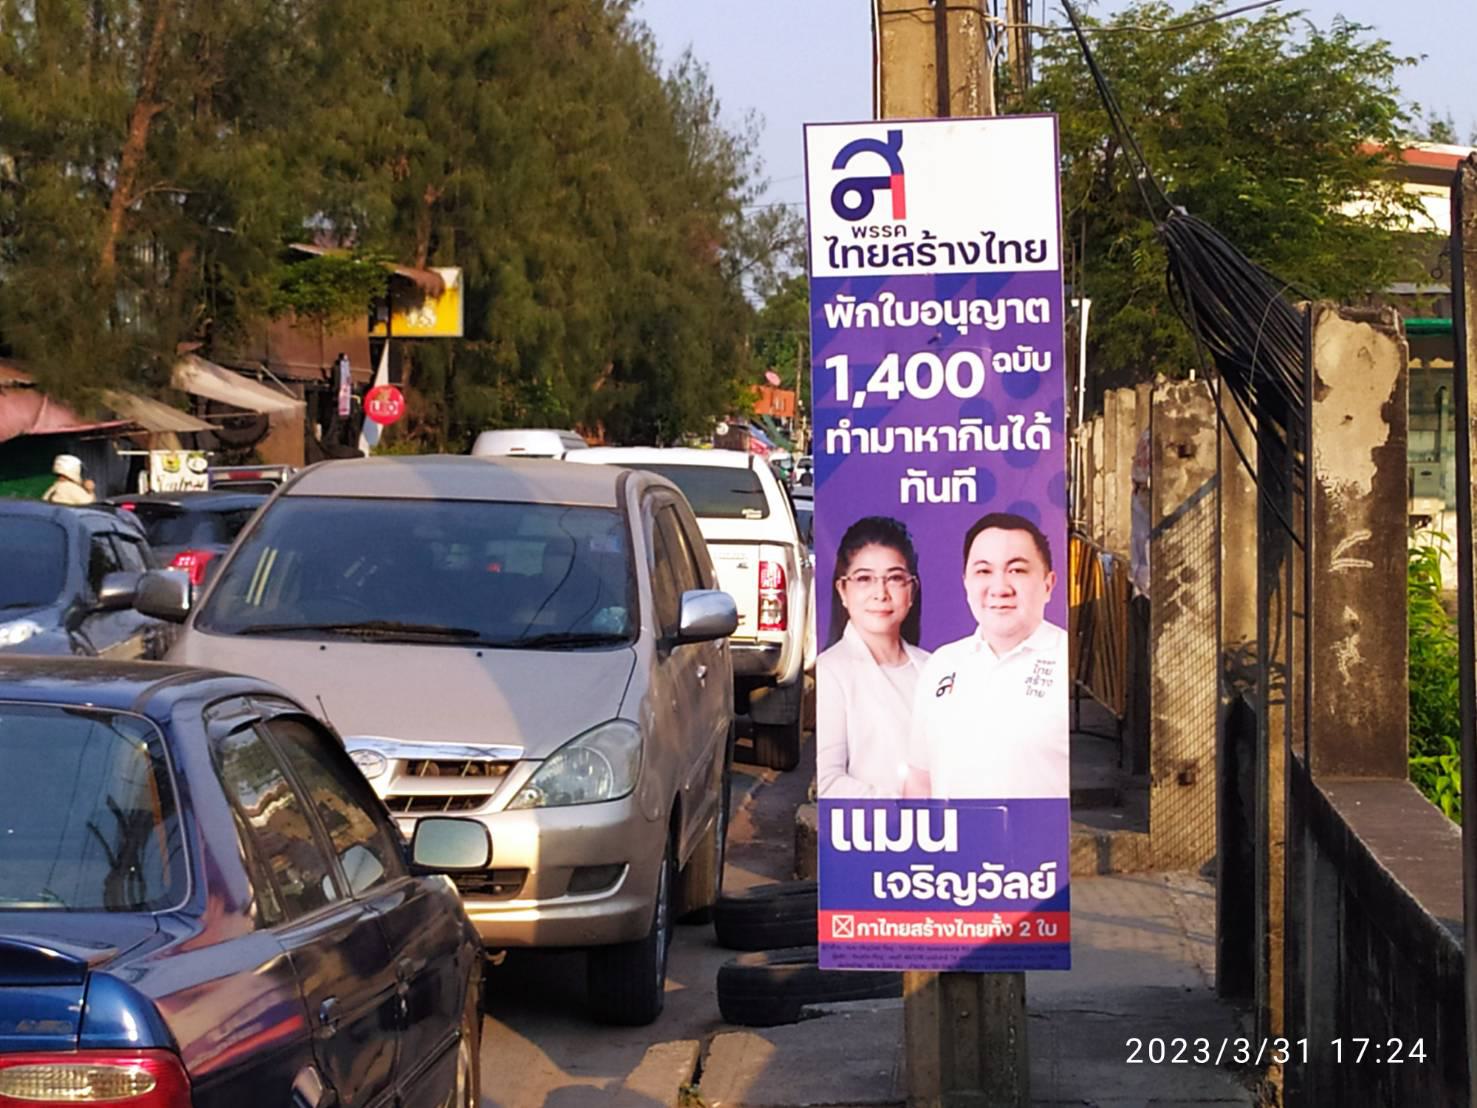 พรรค
ไทยสร้างไทย
พักใบอนุญาต
1,400 ฉบับ
ทำมาหากินได้
ทันที
พรรค
ไทย
สร้าง
ไทย
แมน
เจริญวัลย์
กาไทยสร้างไทยทั้ง 2 ใบ
2023/3/31 17:24